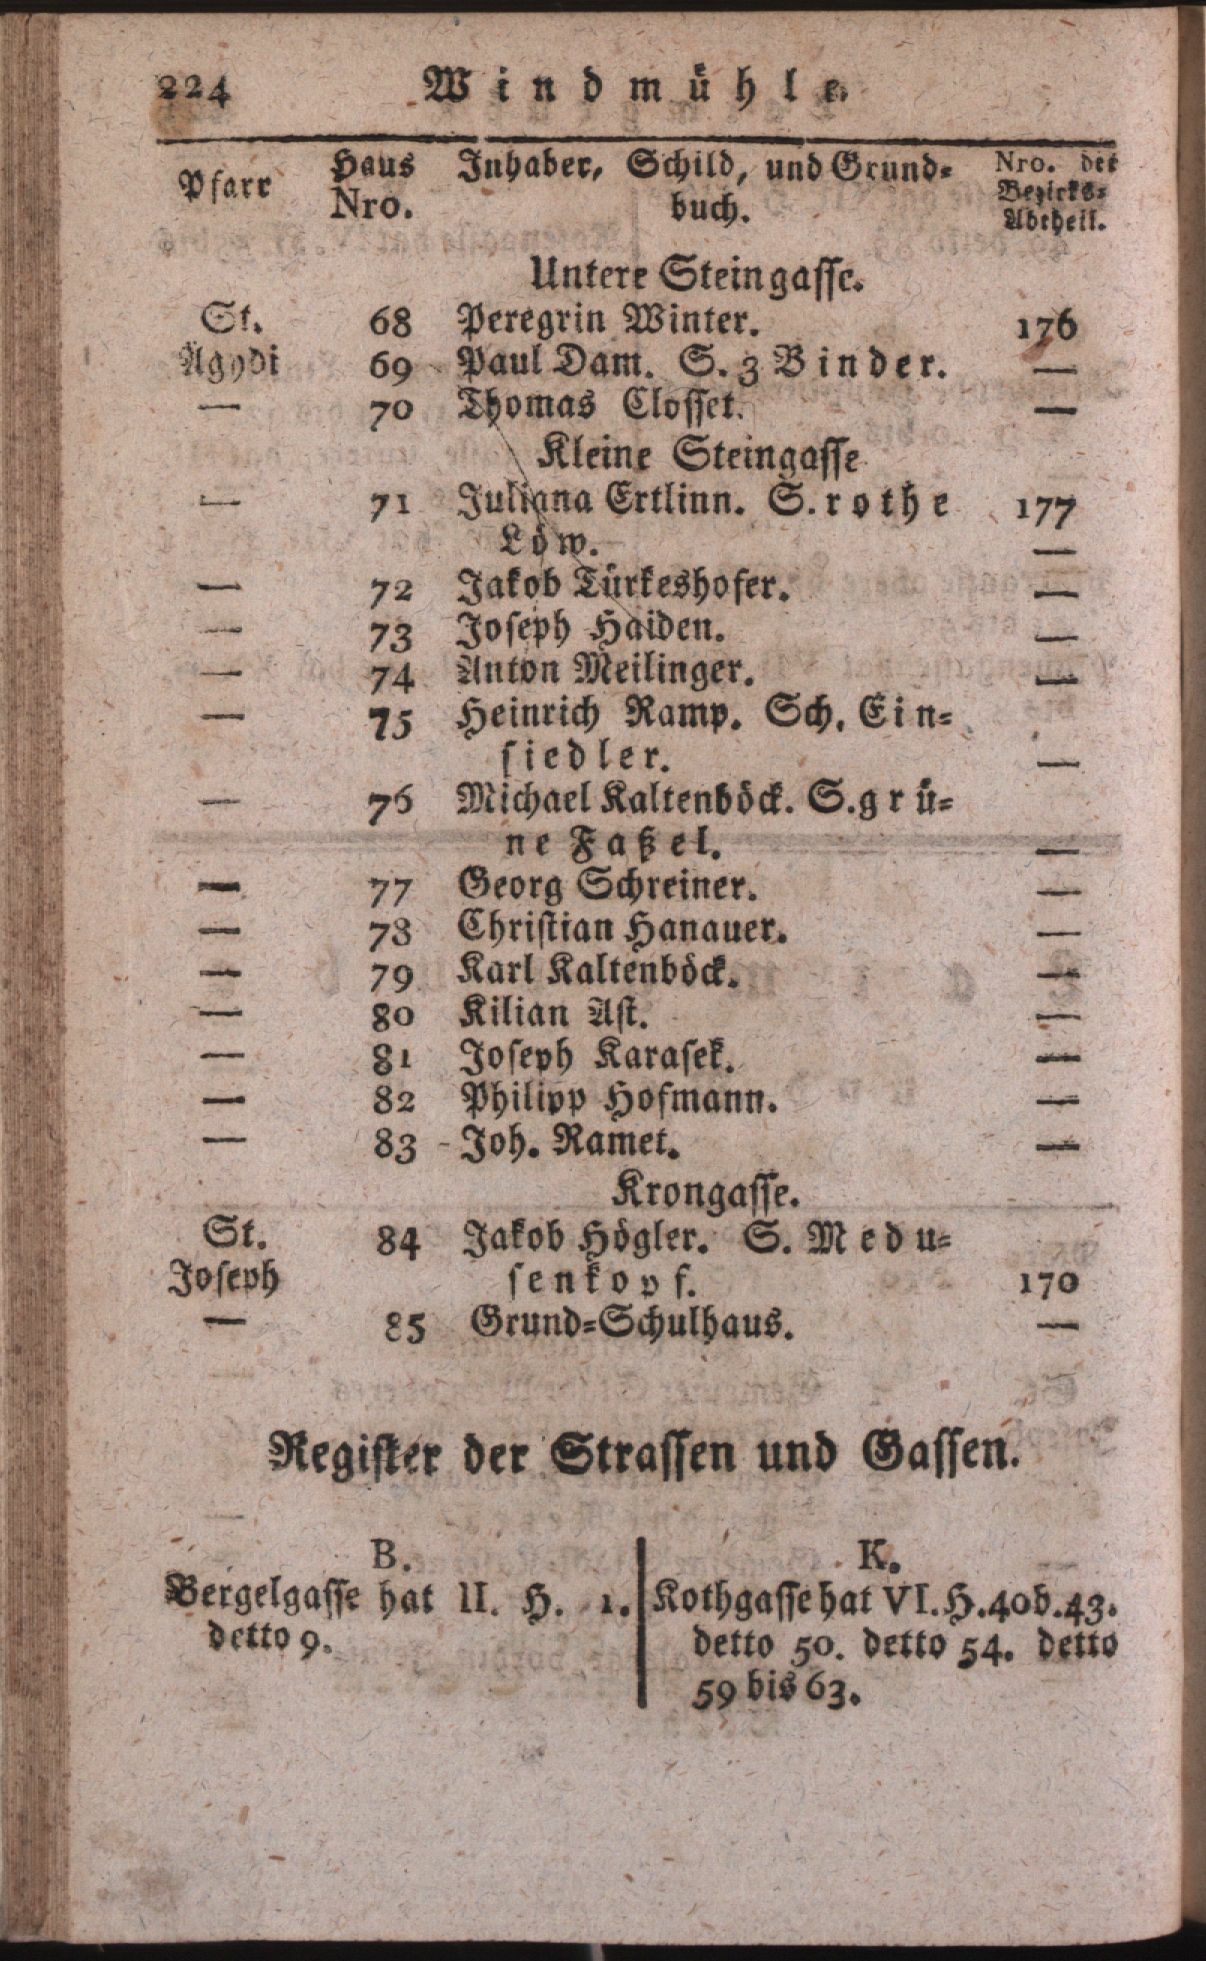 224 Windmühle.
Pfarr Haus Nro. Inhaber, Schild, und Grund- buch. Nro. der Bezirks- Abtheil.
Untere Steingasse.
St. 68 Peregrin Winter. 176
Ägydi 69 Paul Dam. S. 3 Binder. —
— 70 Thomas Closset. —
Kleine Steingasse
— 71 Juliana Ertlinn. S. rothe 177
Löw. —
— 72 Jakob Türkeshofer. —
— 73 Joseph Haiden. —
— 74 Anton Meilinger. —
— 75 Heinrich Ramp. Sch. Ein-
siedler. —
— 76 Michael Kaltenböck. S. grü-
ne Faßel. —
— 77 Georg Schreiner. —
— 78 Christian Hanauer. —
— 79 Karl Kaltenböck. —
— 80 Kilian Ast. —
— 81 Joseph Karasek. —
— 82 Philipp Hofmann. —
— 83 Joh. Ramet. —
Krongasse.
St. 84 Jakob Högler. S. Medu-
Joseph senkopf. 170
— 85 Grund-Schulhaus. —
Register der Strassen und Gassen.
B.
Bergelgasse hat II. H. 1.
detto 9.
K.
Kothgasse hat VI. H. 40 b. 43.
detto 50. detto 54. detto
59 bis 63.